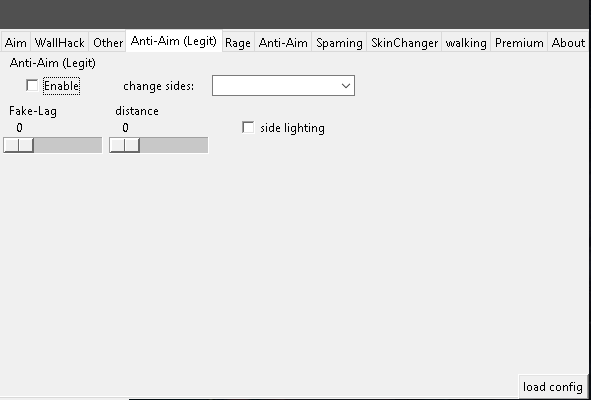 Aim WallHack Other Anti-Aim (Legit) Rage Anti-Aim Spaming SkinChanger walking Premium About
Anti-Aim (Legit)
Enable change sides:
Fake-Lag distance
0 0 side lighting
load config